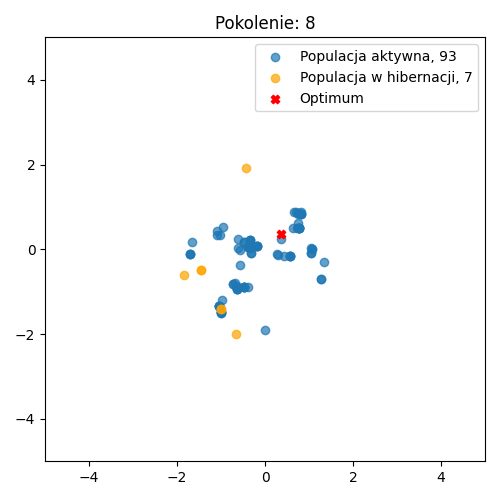 Pokolenie: 8
Populacja aktywna, 93
Populacja w hibernacji, 7
Optimum
4
2
0
−2
−4
−4
−2
0
2
4